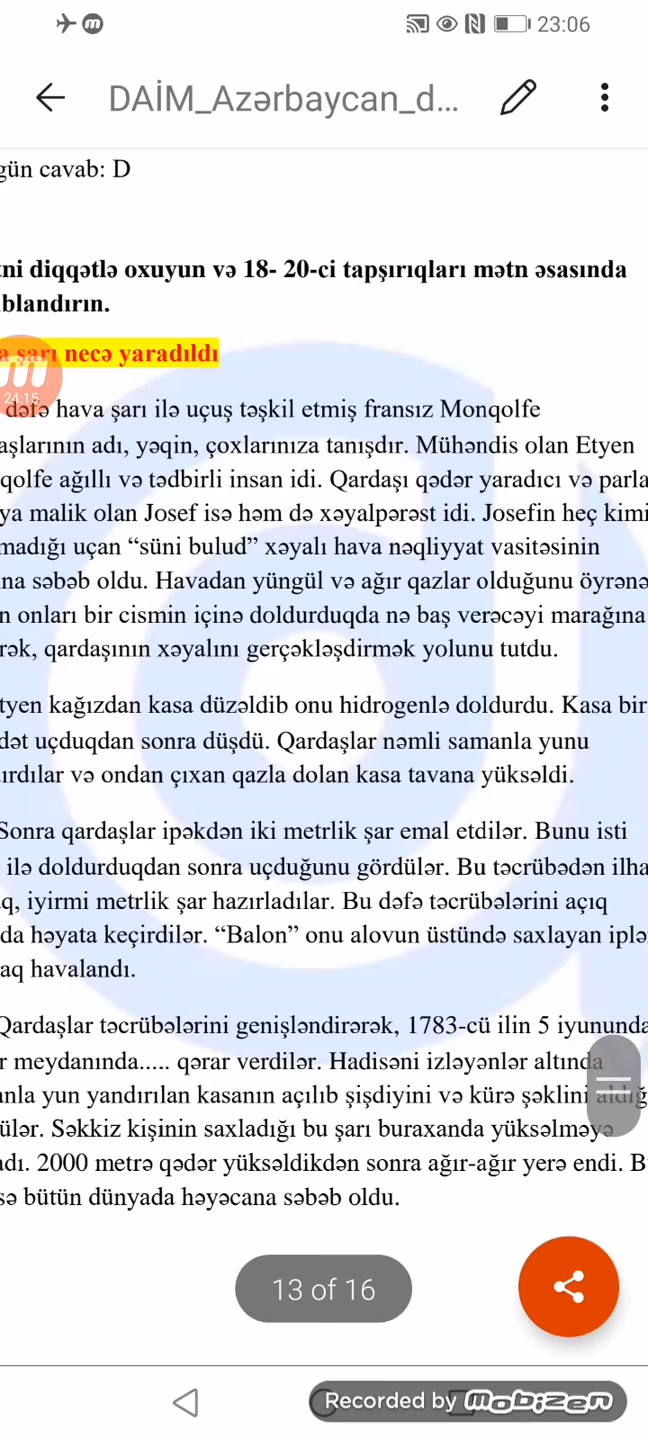 23:06
DAİM_Azərbaycan_d...
gün cavab: D
ni diqqətlə oxuyun və 18- 20-ci tapşırıqları mətn əsasında
blandırın.
şarı necə yaradıldı
24:15
dəfə hava şarı ilə uçuş təşkil etmiş fransız Monqolfe
aşlarının adı, yəqin, çoxlarınıza tanışdır. Mühəndis olan Etyen
qolfe ağıllı və tədbirli insan idi. Qardaşı qədər yaradıcı və parla
ya malik olan Josef isə həm də xəyalpərəst idi. Josefin heç kimi
madığı uçan “süni bulud” xəyalı hava nəqliyyat vasitəsinin
na səbəb oldu. Havadan yüngül və ağır qazlar olduğunu öyrənə
n onları bir cismin içinə doldurduqda nə baş verəcəyi marağına
rək, qardaşının xəyalını gerçəkləşdirmək yolunu tutdu.
tyen kağızdan kasa düzəldib onu hidrogenlə doldurdu. Kasa bir
dət uçduqdan sonra düşdü. Qardaşlar nəmli samanla yunu
ırdılar və ondan çıxan qazla dolan kasa tavana yüksəldi.
Sonra qardaşlar ipəkdən iki metrlik şar emal etdilər. Bunu isti
ilə doldurduqdan sonra uçduğunu gördülər. Bu təcrübədən ilha
q, iyirmi metrlik şar hazırladılar. Bu dəfə təcrübələrini açıq
da həyata keçirdilər. “Balon” onu alovun üstündə saxlayan iplə
aq havalandı.
Qardaşlar təcrübələrini genişləndirərək, 1783-cü ilin 5 iyununda
r meydanında..... qərar verdilər. Hadisəni izləyənlər altında
nla yun yandırılan kasanın açılıb şişdiyini və kürə şəklini aldığ
ülər. Səkkiz kişinin saxladığı bu şarı buraxanda yüksəlməyə
adı. 2000 metrə qədər yüksəldikdən sonra ağır-ağır yerə endi. B
sə bütün dünyada həyəcana səbəb oldu.
13 of 16
Recorded by Mobizen